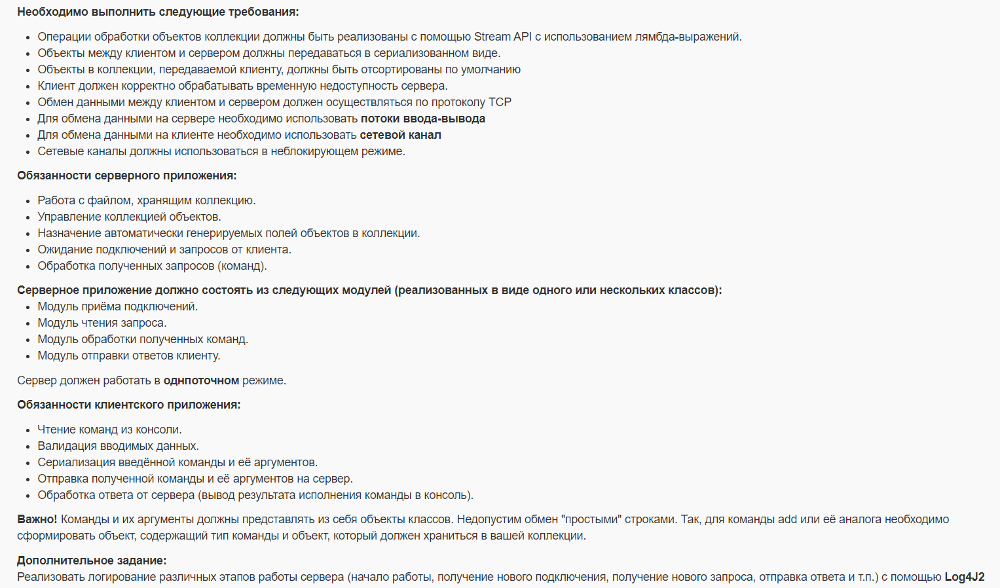 Необходимо выполнить следующие требования:
Операции обработки объектов коллекции должны быть реализованы с помощью Stream API с использованием лямбда-выражений.
Объекты между клиентом и сервером должны передаваться в сериализованном виде.
Объекты в коллекции, передаваемой клиенту, должны быть отсортированы по умолчанию
Клиент должен корректно обрабатывать временную недоступность сервера.
Обмен данными между клиентом и сервером должен осуществляться по протоколу TCP
Для обмена данными на сервере необходимо использовать потоки ввода-вывода
Для обмена данными на клиенте необходимо использовать сетевой канал
Сетевые каналы должны использоваться в неблокирующем режиме.
Обязанности серверного приложения:
Работа с файлом, хранящим коллекцию.
Управление коллекцией объектов.
Назначение автоматически генерируемых полей объектов в коллекции.
Ожидание подключений и запросов от клиента.
Обработка полученных запросов (команд).
Серверное приложение должно состоять из следующих модулей (реализованных в виде одного или нескольких классов):
Модуль приёма подключений.
Модуль чтения запроса.
Модуль обработки полученных команд.
Модуль отправки ответов клиенту.
Сервер должен работать в однпоточном режиме.
Обязанности клиентского приложения:
Чтение команд из консоли.
Валидация вводимых данных.
Сериализация введённой команды и её аргументов.
Отправка полученной команды и её аргументов на сервер.
Обработка ответа от сервера (вывод результата исполнения команды в консоль).
Важно! Команды и их аргументы должны представлять из себя объекты классов. Недопустим обмен "простыми" строками. Так, для команды add или её аналога необходимо
сформировать объект, содержащий тип команды и объект, который должен храниться в вашей коллекции.
Дополнительное задание:
Реализовать логирование различных этапов работы сервера (начало работы, получение нового подключения, получение нового запроса, отправка ответа и т.п.) с помощью Log4J2